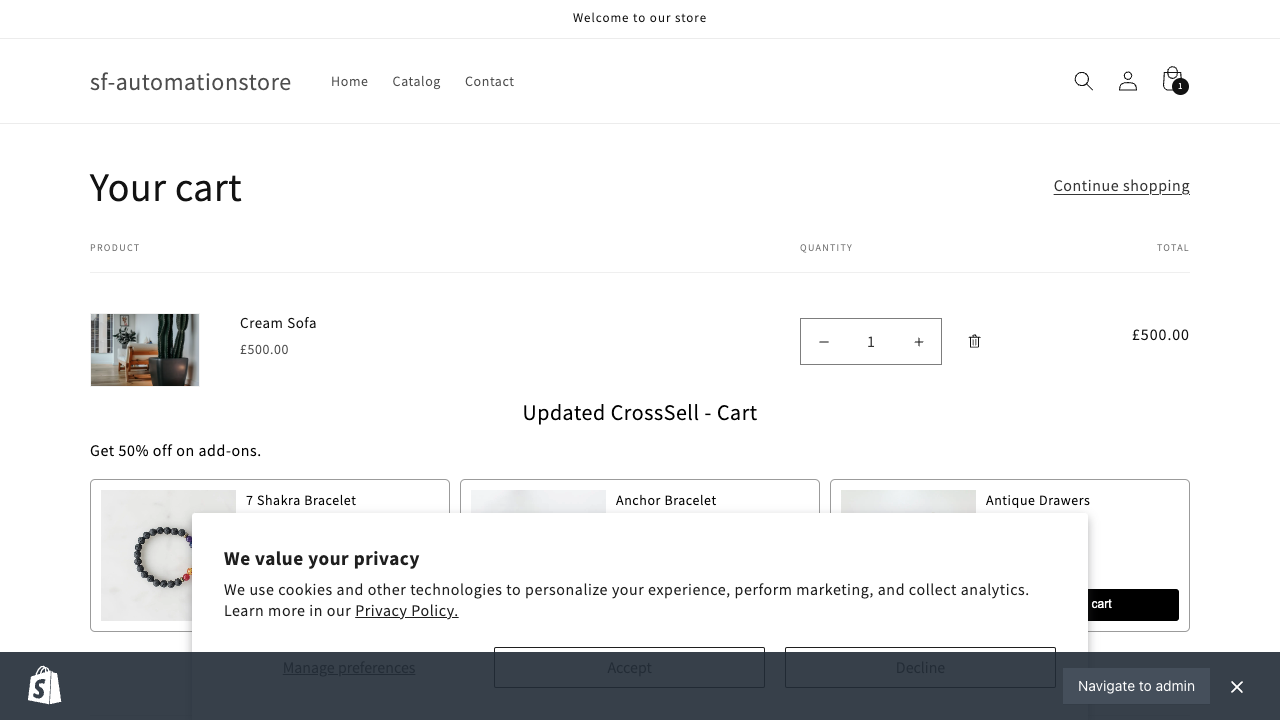 Welcome to our store
sf-automationstore
Home
Catalog
Contact
1
Your cart
Continue shopping
PRODUCT
QUANTITY
TOTAL
Cream Sofa
£500.00
1
£500.00
Updated CrossSell - Cart
Get 50% off on add-ons.
7 Shakra Bracelet
Anchor Bracelet
Antique Drawers
cart
We value your privacy
We use cookies and other technologies to personalize your experience, perform marketing, and collect analytics.
Learn more in our Privacy Policy.
Manage preferences
Accept
Decline
Navigate to admin